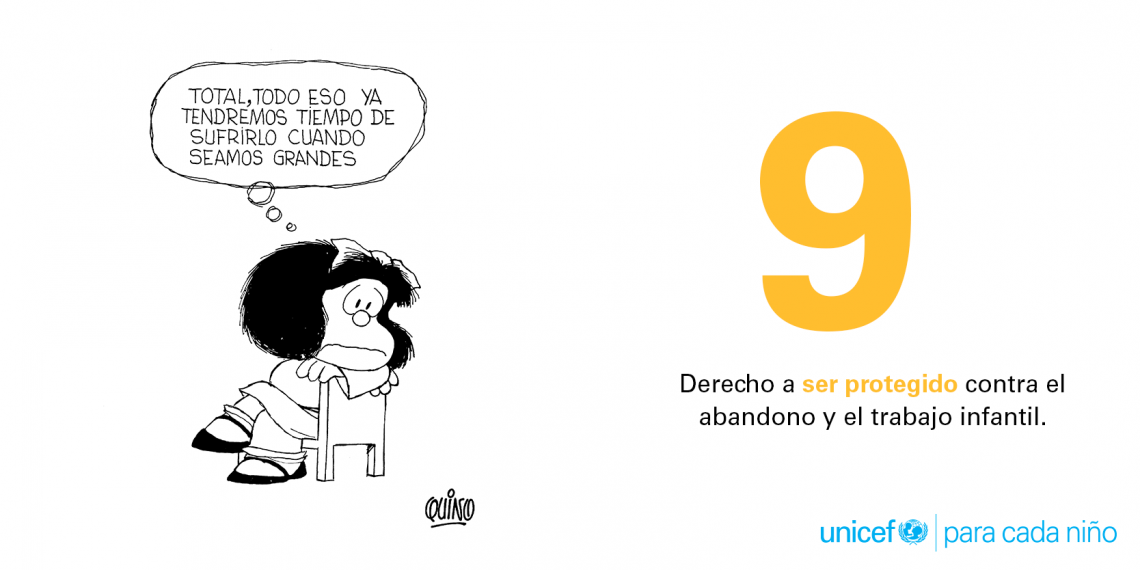 TOTAL, TODO ESO YA
TENDREMOS TIEMPO DE
SUFRIRLO CUANDO
SEAMOS GRANDES
QUINO
9
Derecho a ser protegido contra el
abandono y el trabajo infantil.
unicef para cada niño